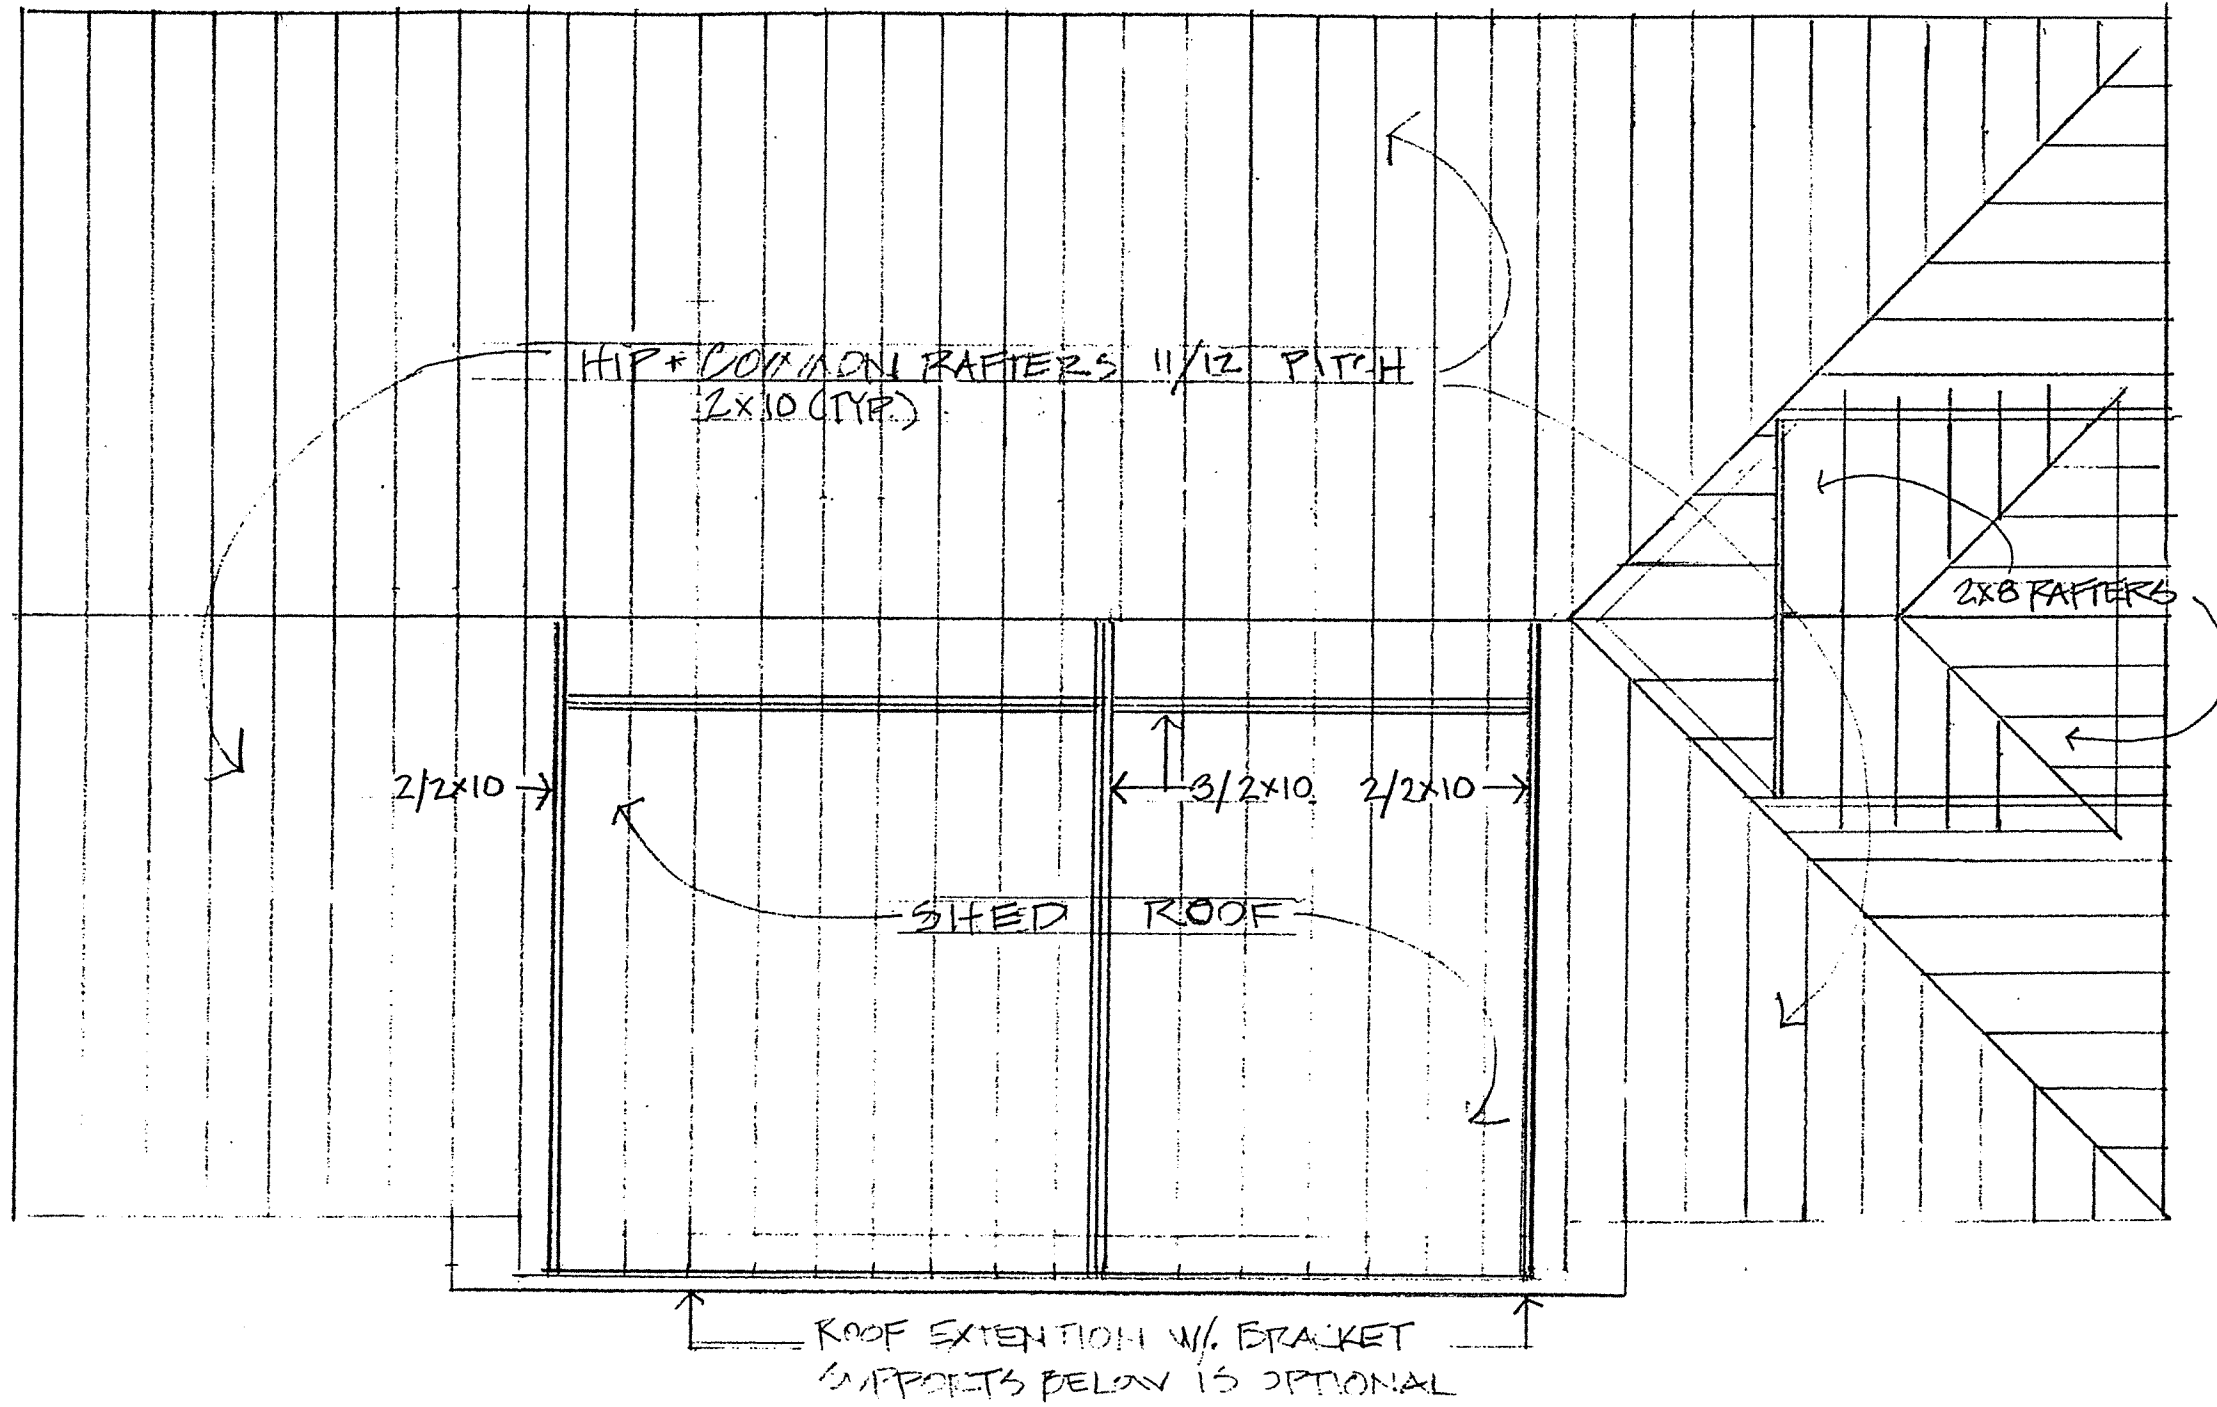 HIP + COMMON RAFTERS 11/12 PITCH
2x10 (TYP.)
2x8 RAFTERS
2/2x10
3/2x10
2/2x10
SHED ROOF
ROOF EXTENTION W/. BRACKET
SUPPORTS BELOW IS OPTIONAL